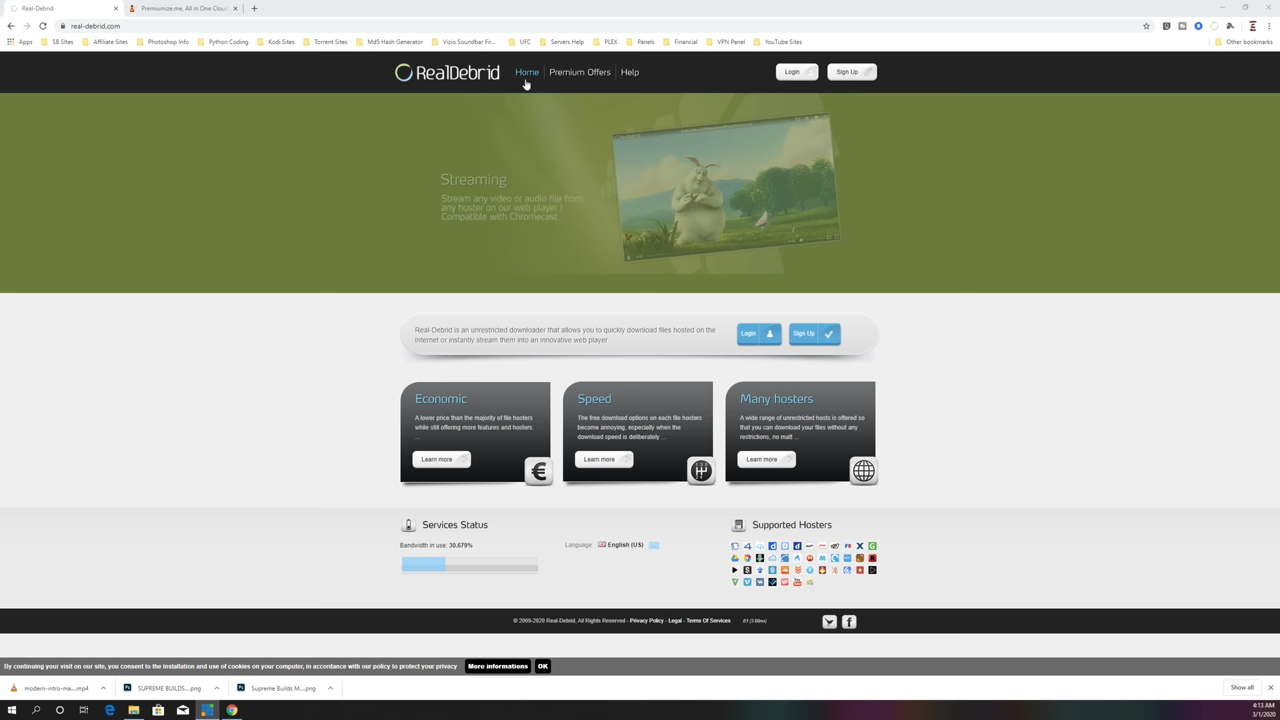 Real-Debrid
Premiumize.me, All in One Clou
real-debrid.com
Apps
SB Sites
Affiliate Sites
Photoshop Info
Python Coding
Kodi Sites
Torrent Sites
Md5 Hash Generator
Vizio Soundbar Fir...
UFC
Servers Help
PLEX
Panels
Financial
VPN Panel
YouTube Sites
Other bookmarks
RealDebrid
Home
Premium Offers
Help
Login
Sign Up
Streaming
Stream any video or audio file from
any hoster on our web player !
Compatible with Chromecast
Real-Debrid is an unrestricted downloader that allows you to quickly download files hosted on the
Internet or instantly stream them into an innovative web player
Login
Sign Up
Economic
A lower price than the majority of file hosters
while still offering more features and hosters.
...
Learn more
Speed
The free download options on each file hosters
become annoying, especially when the
download speed is deliberately ...
Learn more
Many hosters
A wide range of unrestricted hosts is offered so
that you can download your files without any
restrictions, no matt ...
Learn more
Services Status
Bandwidth in use: 30.679%
Language: English (US)
Supported Hosters
© 2009-2020 Real-Debrid, All Rights Reserved - Privacy Policy - Legal - Terms Of Services
By continuing your visit on our site, you consent to the installation and use of cookies on your computer, in accordance with our policy to protect your privacy
More informations
OK
modern-intro-ma....mp4
SUPREME BUILDS....png
Supreme Builds M....png
Show all
4:13 AM
3/1/2020